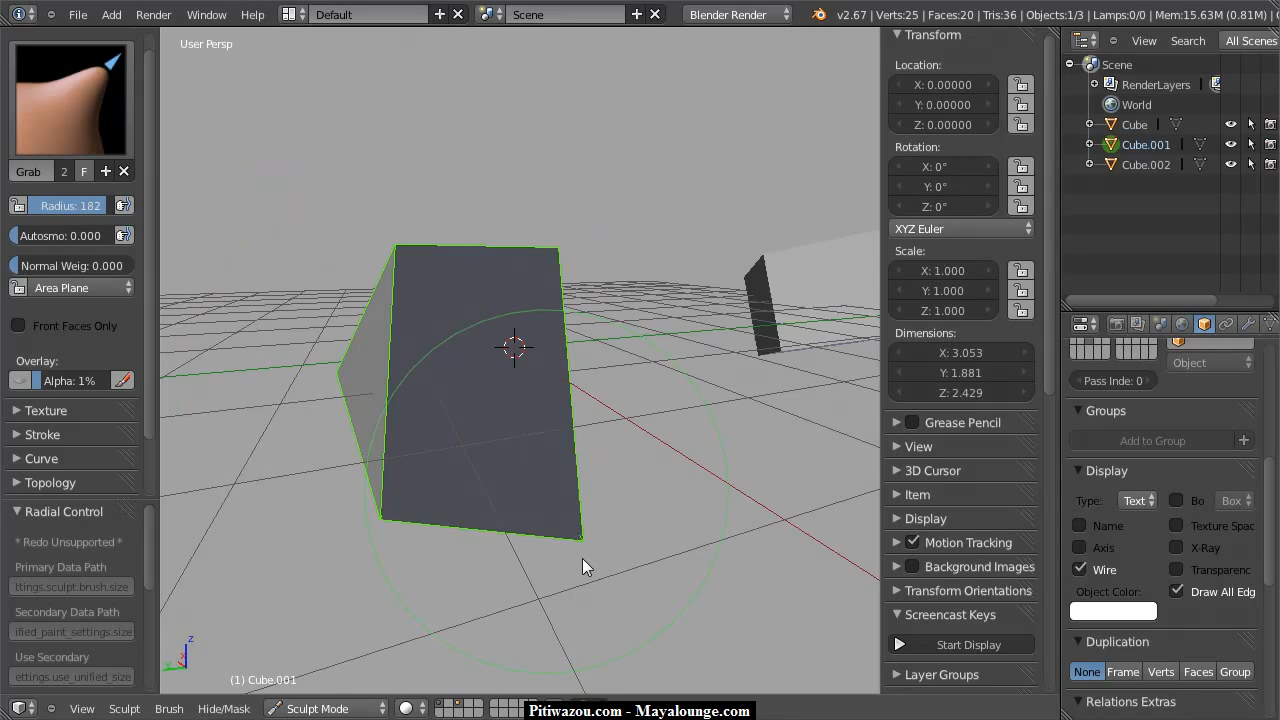 File Add Render Window Help Default Scene Blender Render v2.67 | Verts:25 | Faces:20 | Tris:36 | Objects:1/3 | Lamps:0/0 | Mem:15.63M (0.81M) |
User Persp
Grab 2 F
Radius: 182
Autosmo: 0.000
Normal Weig: 0.000
Area Plane
Front Faces Only
Overlay:
Alpha: 1%
Texture
Stroke
Curve
Topology
Radial Control
* Redo Unsupported *
Primary Data Path
ttings.sculpt.brush.size
Secondary Data Path
ified_paint_settings.size
Use Secondary
ettings.use_unified_size
z
x
y
(1) Cube.001
View Sculpt Brush Hide/Mask Sculpt Mode
Pitiwazou.com - Mayalounge.com
Transform
Location:
X: 0.00000
Y: 0.00000
Z: 0.00000
Rotation:
X: 0°
Y: 0°
Z: 0°
XYZ Euler
Scale:
X: 1.000
Y: 1.000
Z: 1.000
Dimensions:
X: 3.053
Y: 1.881
Z: 2.429
Grease Pencil
View
3D Cursor
Item
Display
Motion Tracking
Background Images
Transform Orientations
Screencast Keys
Start Display
Layer Groups
View Search All Scenes
Scene
RenderLayers
World
Cube
Cube.001
Cube.002
Object
Pass Inde: 0
Groups
Add to Group
Display
Type: Text Bo Box
Name Texture Spac
Axis X-Ray
Wire Transparenc
Object Color: Draw All Edg
Duplication
None Frame Verts Faces Group
Relations Extras